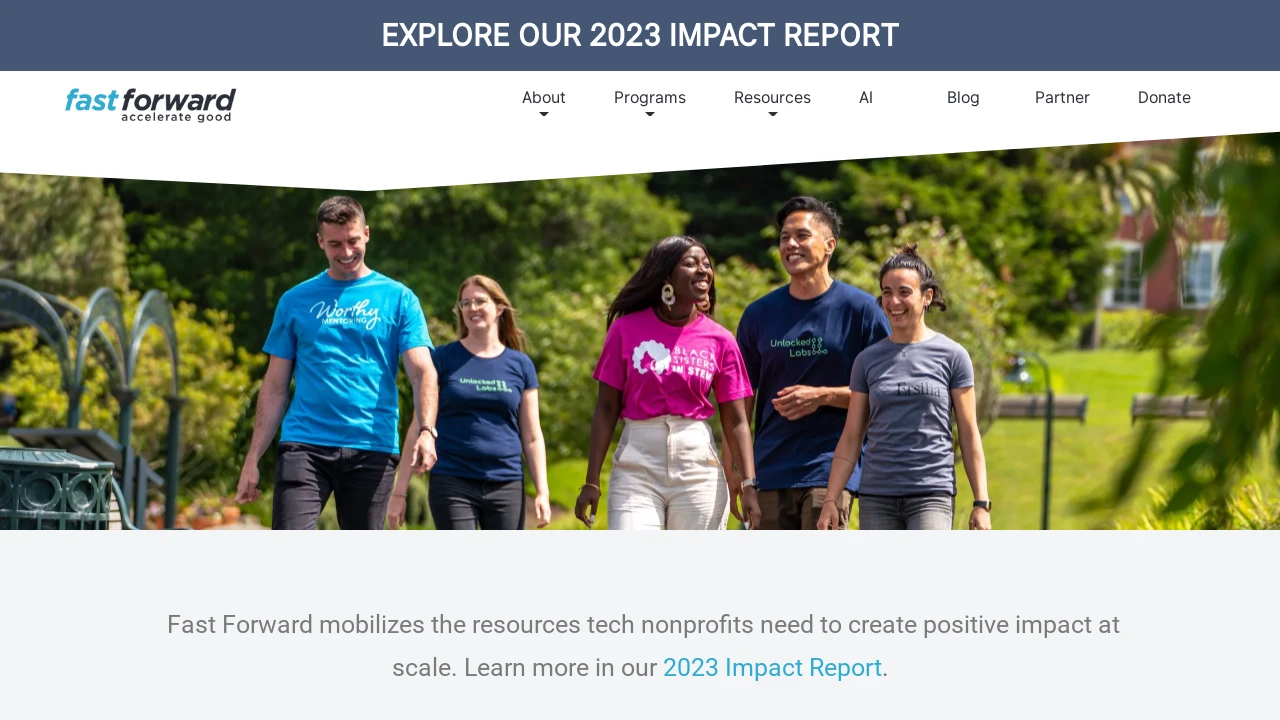 EXPLORE OUR 2023 IMPACT REPORT
fast forward
accelerate good
About
Programs
Resources
AI
Blog
Partner
Donate
Worthy
MENTORING
Unlocked
Labs
BLACK
SISTERS
IN STEM
Unlocked
Labs
Ersilia
Fast Forward mobilizes the resources tech nonprofits need to create positive impact at
scale. Learn more in our 2023 Impact Report.